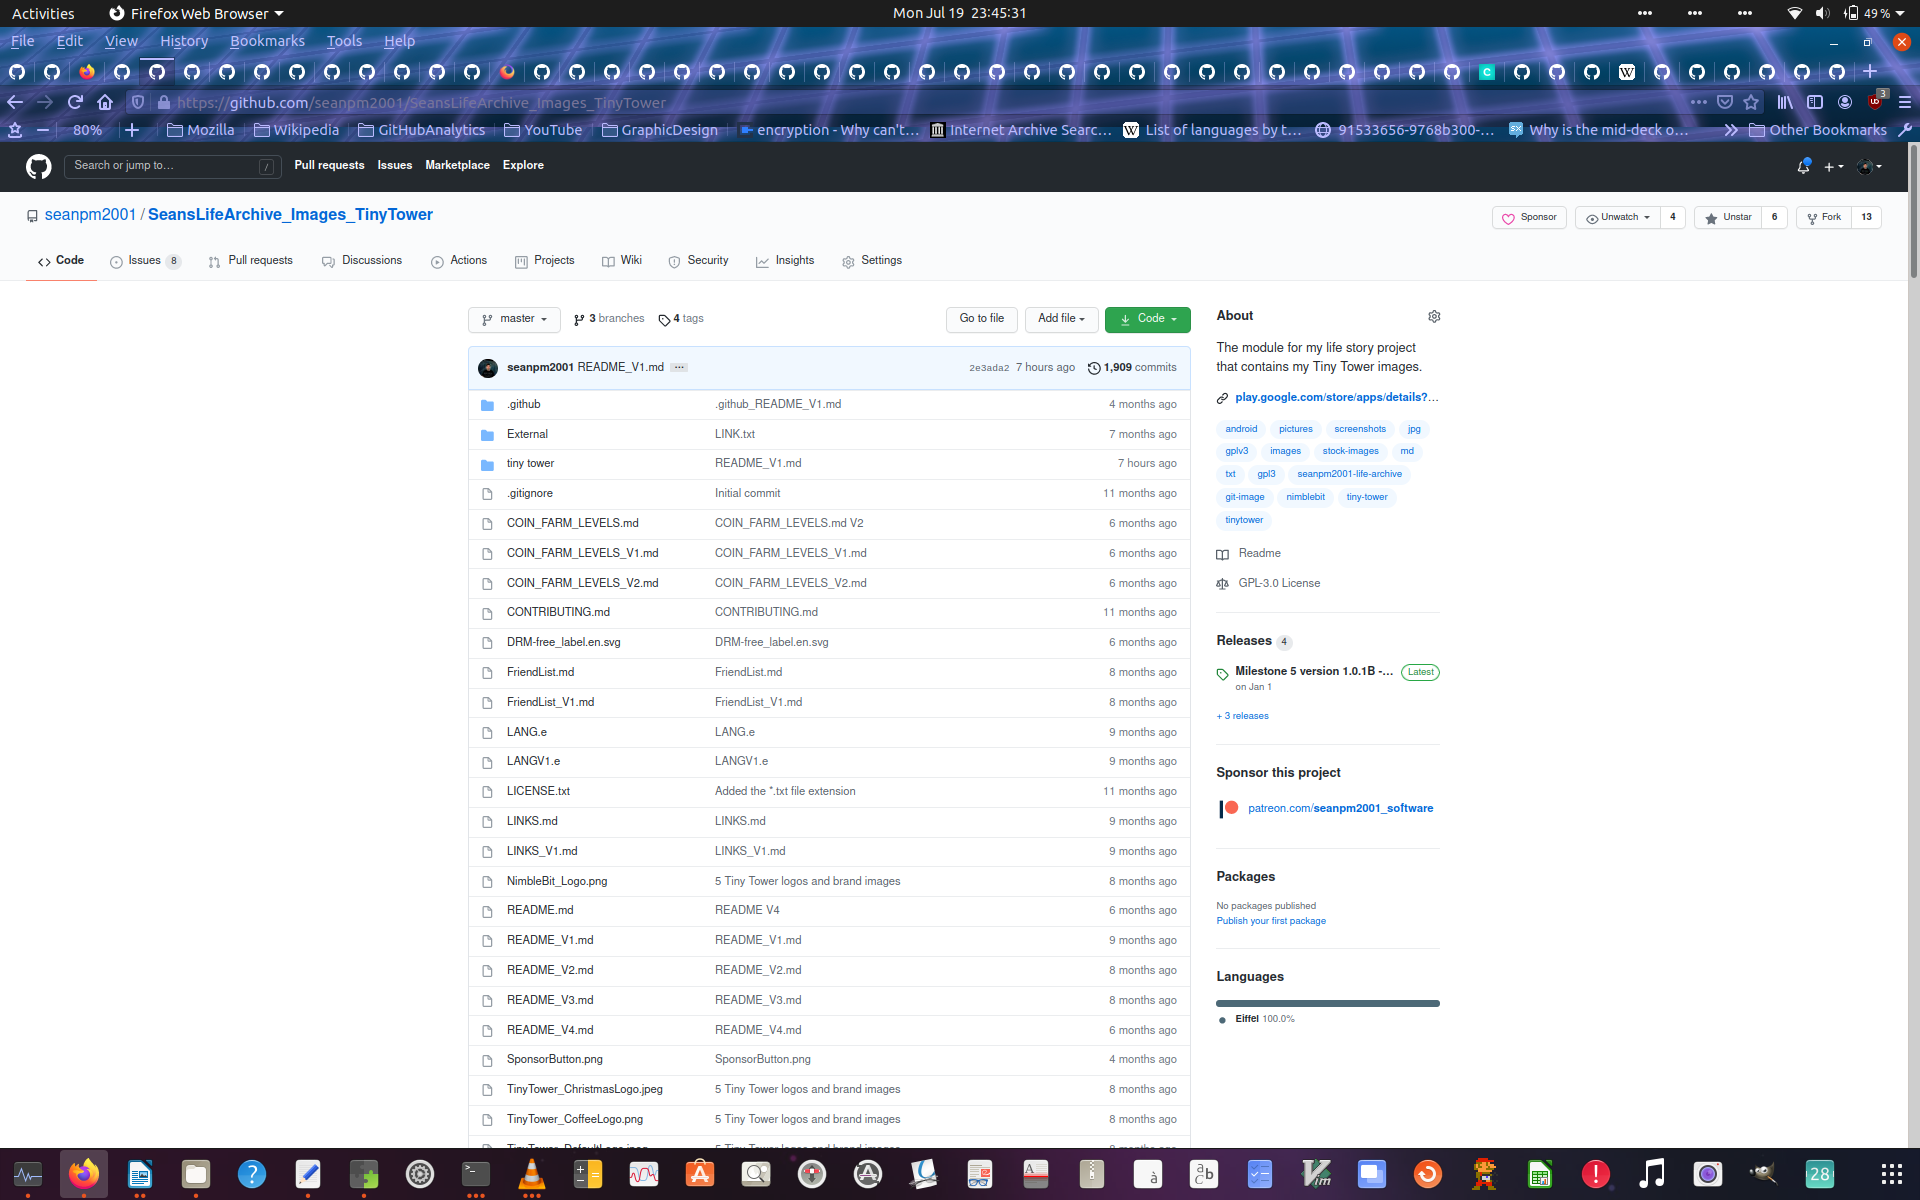 Activities Firefox Web Browser Mon Jul 19 23:45:31 49 %
File Edit View History Bookmarks Tools Help
https://github.com/seanpm2001/SeansLifeArchive_Images_TinyTower 3
80% Mozilla Wikipedia GitHubAnalytics YouTube GraphicDesign encryption - Why can't… Internet Archive Searc… List of languages by t… 91533656-9768b300-… Why is the mid-deck o… Other Bookmarks
Search or jump to… / Pull requests Issues Marketplace Explore
seanpm2001 / SeansLifeArchive_Images_TinyTower Sponsor Unwatch 4 Unstar 6 Fork 13
Code Issues 8 Pull requests Discussions Actions Projects Wiki Security Insights Settings
master 3 branches 4 tags Go to file Add file Code
seanpm2001 README_V1.md ... 2e3ada2 7 hours ago 1,909 commits
.github .github_README_V1.md 4 months ago
External LINK.txt 7 months ago
tiny tower README_V1.md 7 hours ago
.gitignore Initial commit 11 months ago
COIN_FARM_LEVELS.md COIN_FARM_LEVELS.md V2 6 months ago
COIN_FARM_LEVELS_V1.md COIN_FARM_LEVELS_V1.md 6 months ago
COIN_FARM_LEVELS_V2.md COIN_FARM_LEVELS_V2.md 6 months ago
CONTRIBUTING.md CONTRIBUTING.md 11 months ago
DRM-free_label.en.svg DRM-free_label.en.svg 6 months ago
FriendList.md FriendList.md 8 months ago
FriendList_V1.md FriendList_V1.md 8 months ago
LANG.e LANG.e 9 months ago
LANGV1.e LANGV1.e 9 months ago
LICENSE.txt Added the *.txt file extension 11 months ago
LINKS.md LINKS.md 9 months ago
LINKS_V1.md LINKS_V1.md 9 months ago
NimbleBit_Logo.png 5 Tiny Tower logos and brand images 8 months ago
README.md README V4 6 months ago
README_V1.md README_V1.md 9 months ago
README_V2.md README_V2.md 8 months ago
README_V3.md README_V3.md 8 months ago
README_V4.md README_V4.md 6 months ago
SponsorButton.png SponsorButton.png 4 months ago
TinyTower_ChristmasLogo.jpeg 5 Tiny Tower logos and brand images 8 months ago
TinyTower_CoffeeLogo.png 5 Tiny Tower logos and brand images 8 months ago
About
The module for my life story project
that contains my Tiny Tower images.
play.google.com/store/apps/details?…
android pictures screenshots jpg
gplv3 images stock-images md
txt gpl3 seanpm2001-life-archive
git-image nimblebit tiny-tower
tinytower
Readme
GPL-3.0 License
Releases 4
Milestone 5 version 1.0.1B -… Latest
on Jan 1
+ 3 releases
Sponsor this project
patreon.com/seanpm2001_software
Packages
No packages published
Publish your first package
Languages
Eiffel 100.0%
28